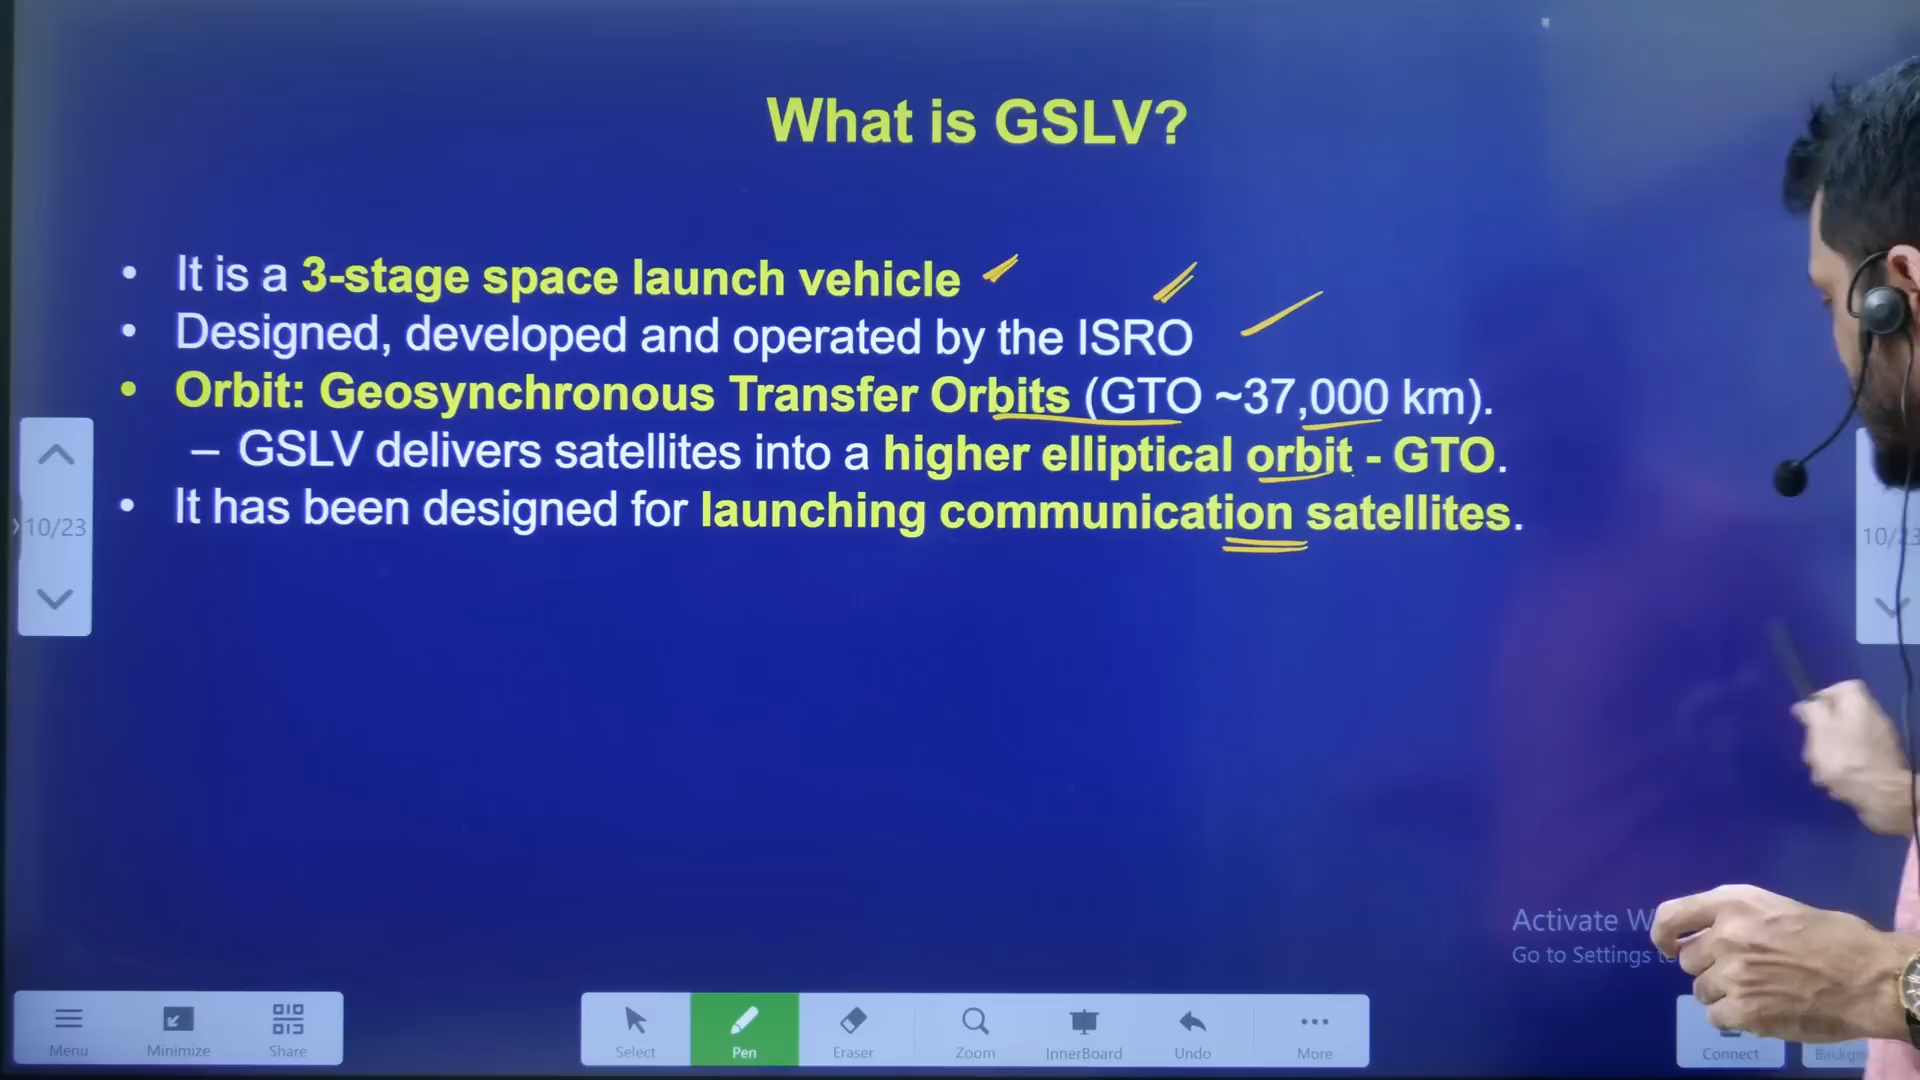 What is GSLV?
• It is a 3-stage space launch vehicle
• Designed, developed and operated by the ISRO
• Orbit: Geosynchronous Transfer Orbits (GTO ~37,000 km).
– GSLV delivers satellites into a higher elliptical orbit - GTO.
• It has been designed for launching communication satellites.
10/23
10/23
Activate W
Go to Settings
Menu Minimize Share Select Pen Eraser Zoom InnerBoard Undo More Connect Backg